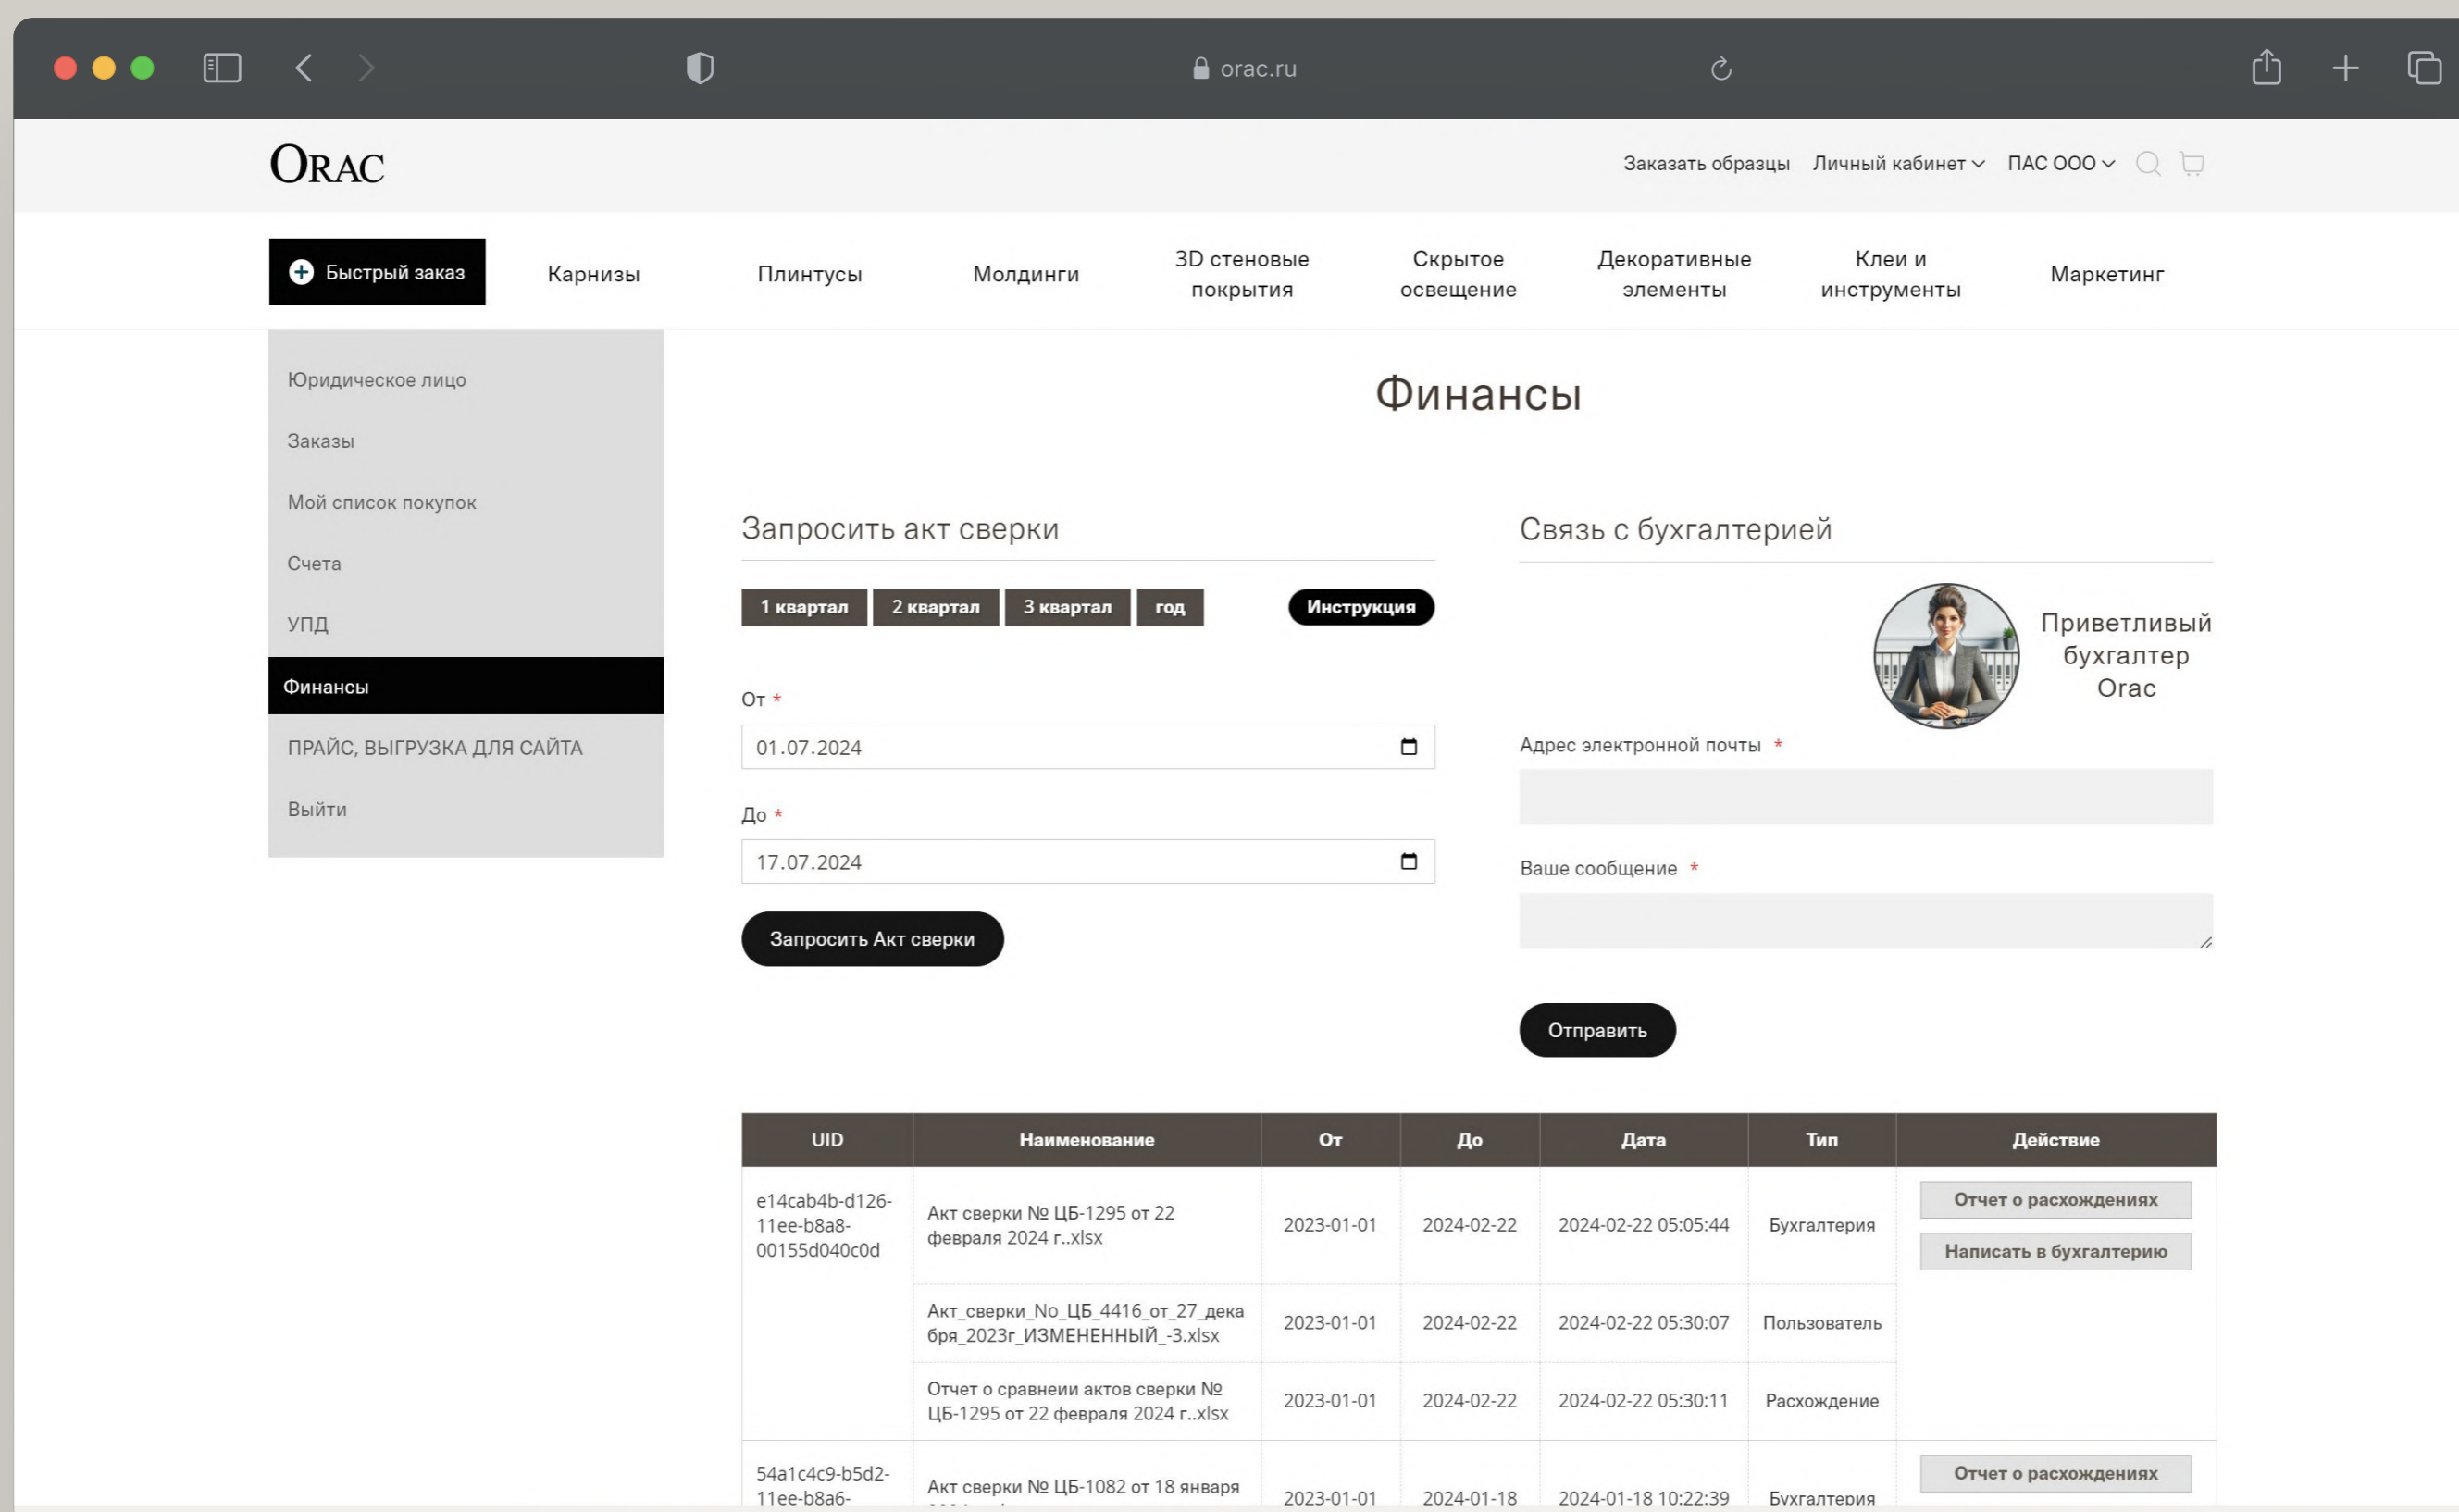 orac.ru
ORAC
Заказать образцы Личный кабинет ПАС ООО
Быстрый заказ
Карнизы
Плинтусы
Молдинги
3D стеновые
покрытия
Скрытое
освещение
Декоративные
элементы
Клеи и
инструменты
Маркетинг
Юридическое лицо
Заказы
Мой список покупок
Счета
УПД
Финансы
ПРАЙС, ВЫГРУЗКА ДЛЯ САЙТА
Выйти
Финансы
Запросить акт сверки
1 квартал 2 квартал 3 квартал год Инструкция
От *
01.07.2024
До *
17.07.2024
Запросить Акт сверки
Связь с бухгалтерией
Приветливый
бухгалтер
Orac
Адрес электронной почты *
Ваше сообщение *
Отправить
UID Наименование От До Дата Тип Действие
e14cab4b-d126-
11ee-b8a8-
00155d040c0d
Акт сверки № ЦБ-1295 от 22
февраля 2024 г..xlsx
2023-01-01 2024-02-22 2024-02-22 05:05:44 Бухгалтерия
Отчет о расхождениях
Написать в бухгалтерию
Акт_сверки_No_ЦБ_4416_от_27_дека
бря_2023г_ИЗМЕНЕННЫЙ_-3.xlsx
2023-01-01 2024-02-22 2024-02-22 05:30:07 Пользователь
Отчет о сравнеии актов сверки №
ЦБ-1295 от 22 февраля 2024 г..xlsx
2023-01-01 2024-02-22 2024-02-22 05:30:11 Расхождение
54a1c4c9-b5d2-
11ee-b8a6-
Акт сверки № ЦБ-1082 от 18 января
2023-01-01 2024-01-18 2024-01-18 10:22:39 Бухгалтерия
Отчет о расхождениях